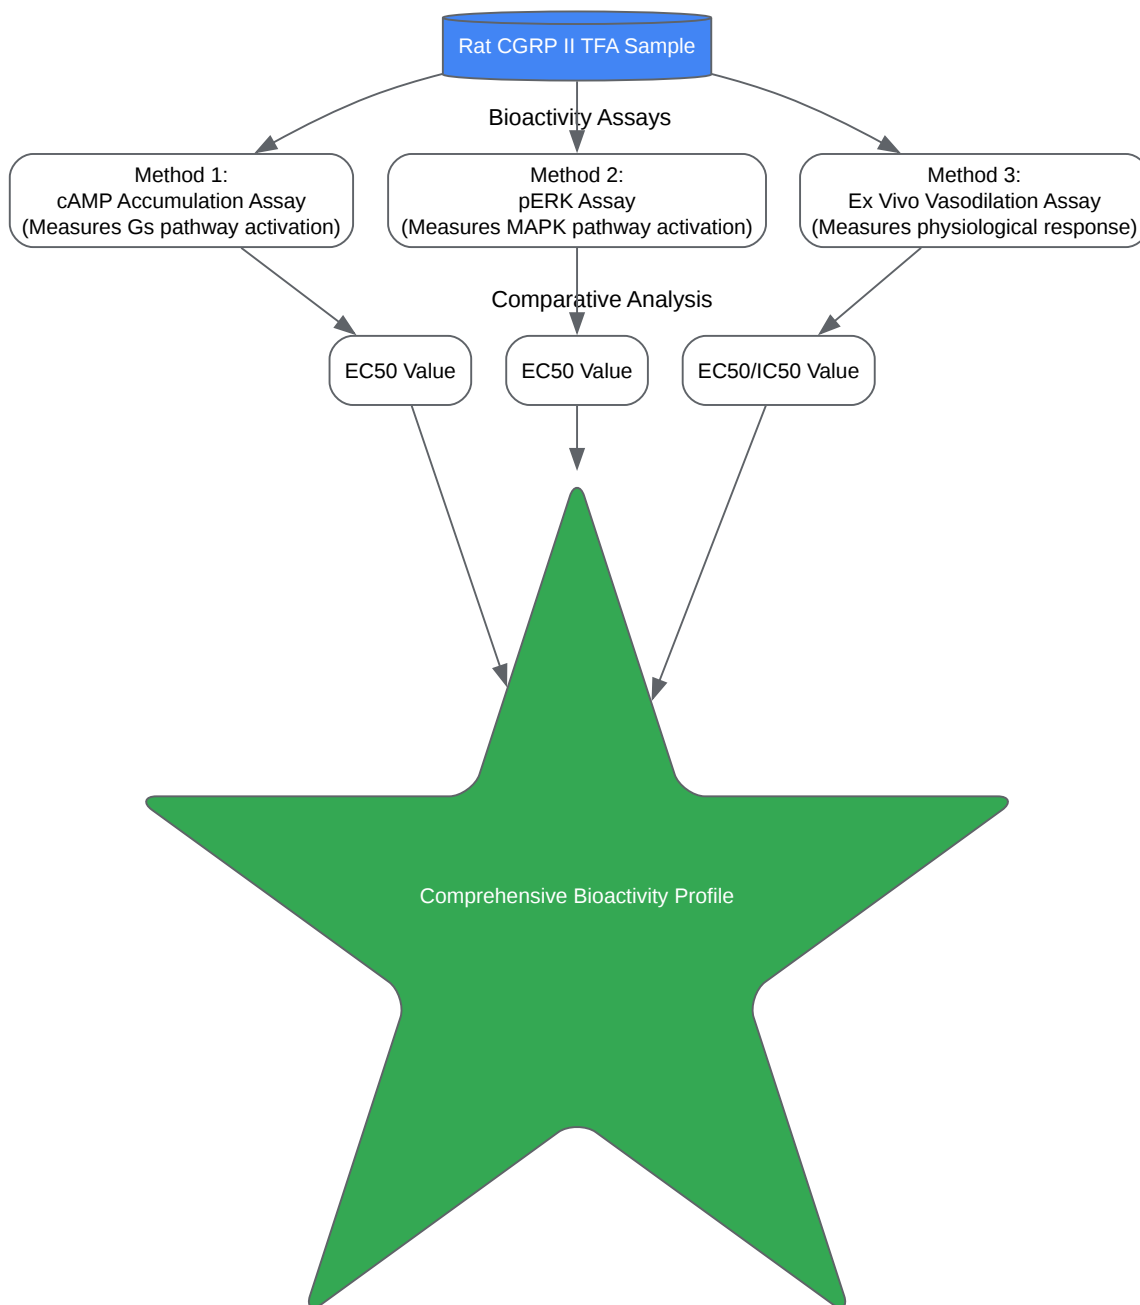 Rat CGRP II TFA Sample
Bioactivity Assays
Method 1:
cAMP Accumulation Assay
(Measures Gs pathway activation)
Method 2:
pERK Assay
(Measures MAPK pathway activation)
Method 3:
Ex Vivo Vasodilation Assay
(Measures physiological response)
Comparative Analysis
EC50 Value
EC50 Value
EC50/IC50 Value
Comprehensive Bioactivity Profile